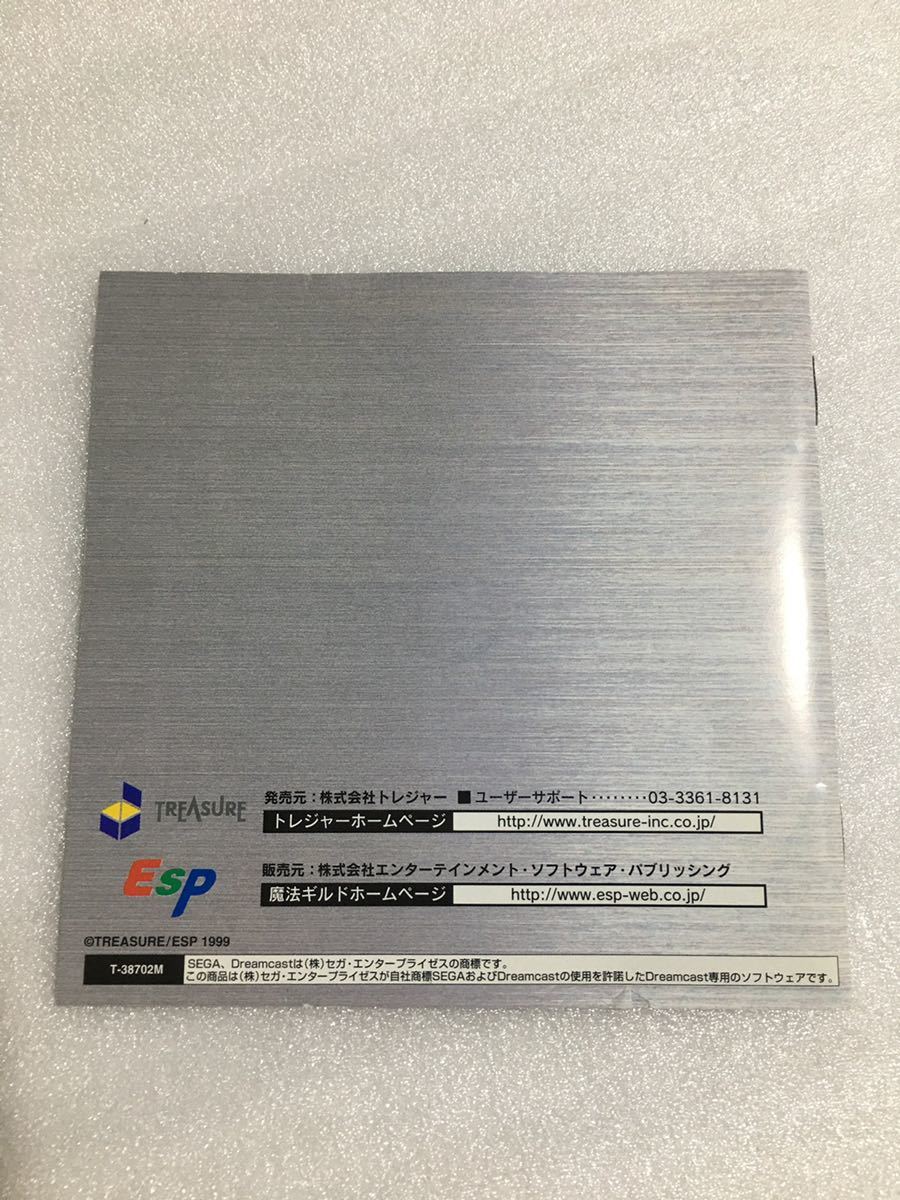 TREASURE
発売元：株式会社トレジャー ■ユーザーサポート‥‥‥‥03-3361-8131
トレジャーホームページ http://www.treasure-inc.co.jp/
ESP
販売元：株式会社エンターテインメント・ソフトウェア・パブリッシング
魔法ギルドホームページ http://www.esp-web.co.jp/
©TREASURE/ESP 1999
T-38702M
SEGA、Dreamcastは（株）セガ・エンタープライゼスの商標です。
この商品は（株）セガ・エンタープライゼスが自社商標SEGAおよびDreamcastの使用を許諾したDreamcast専用のソフトウェアです。